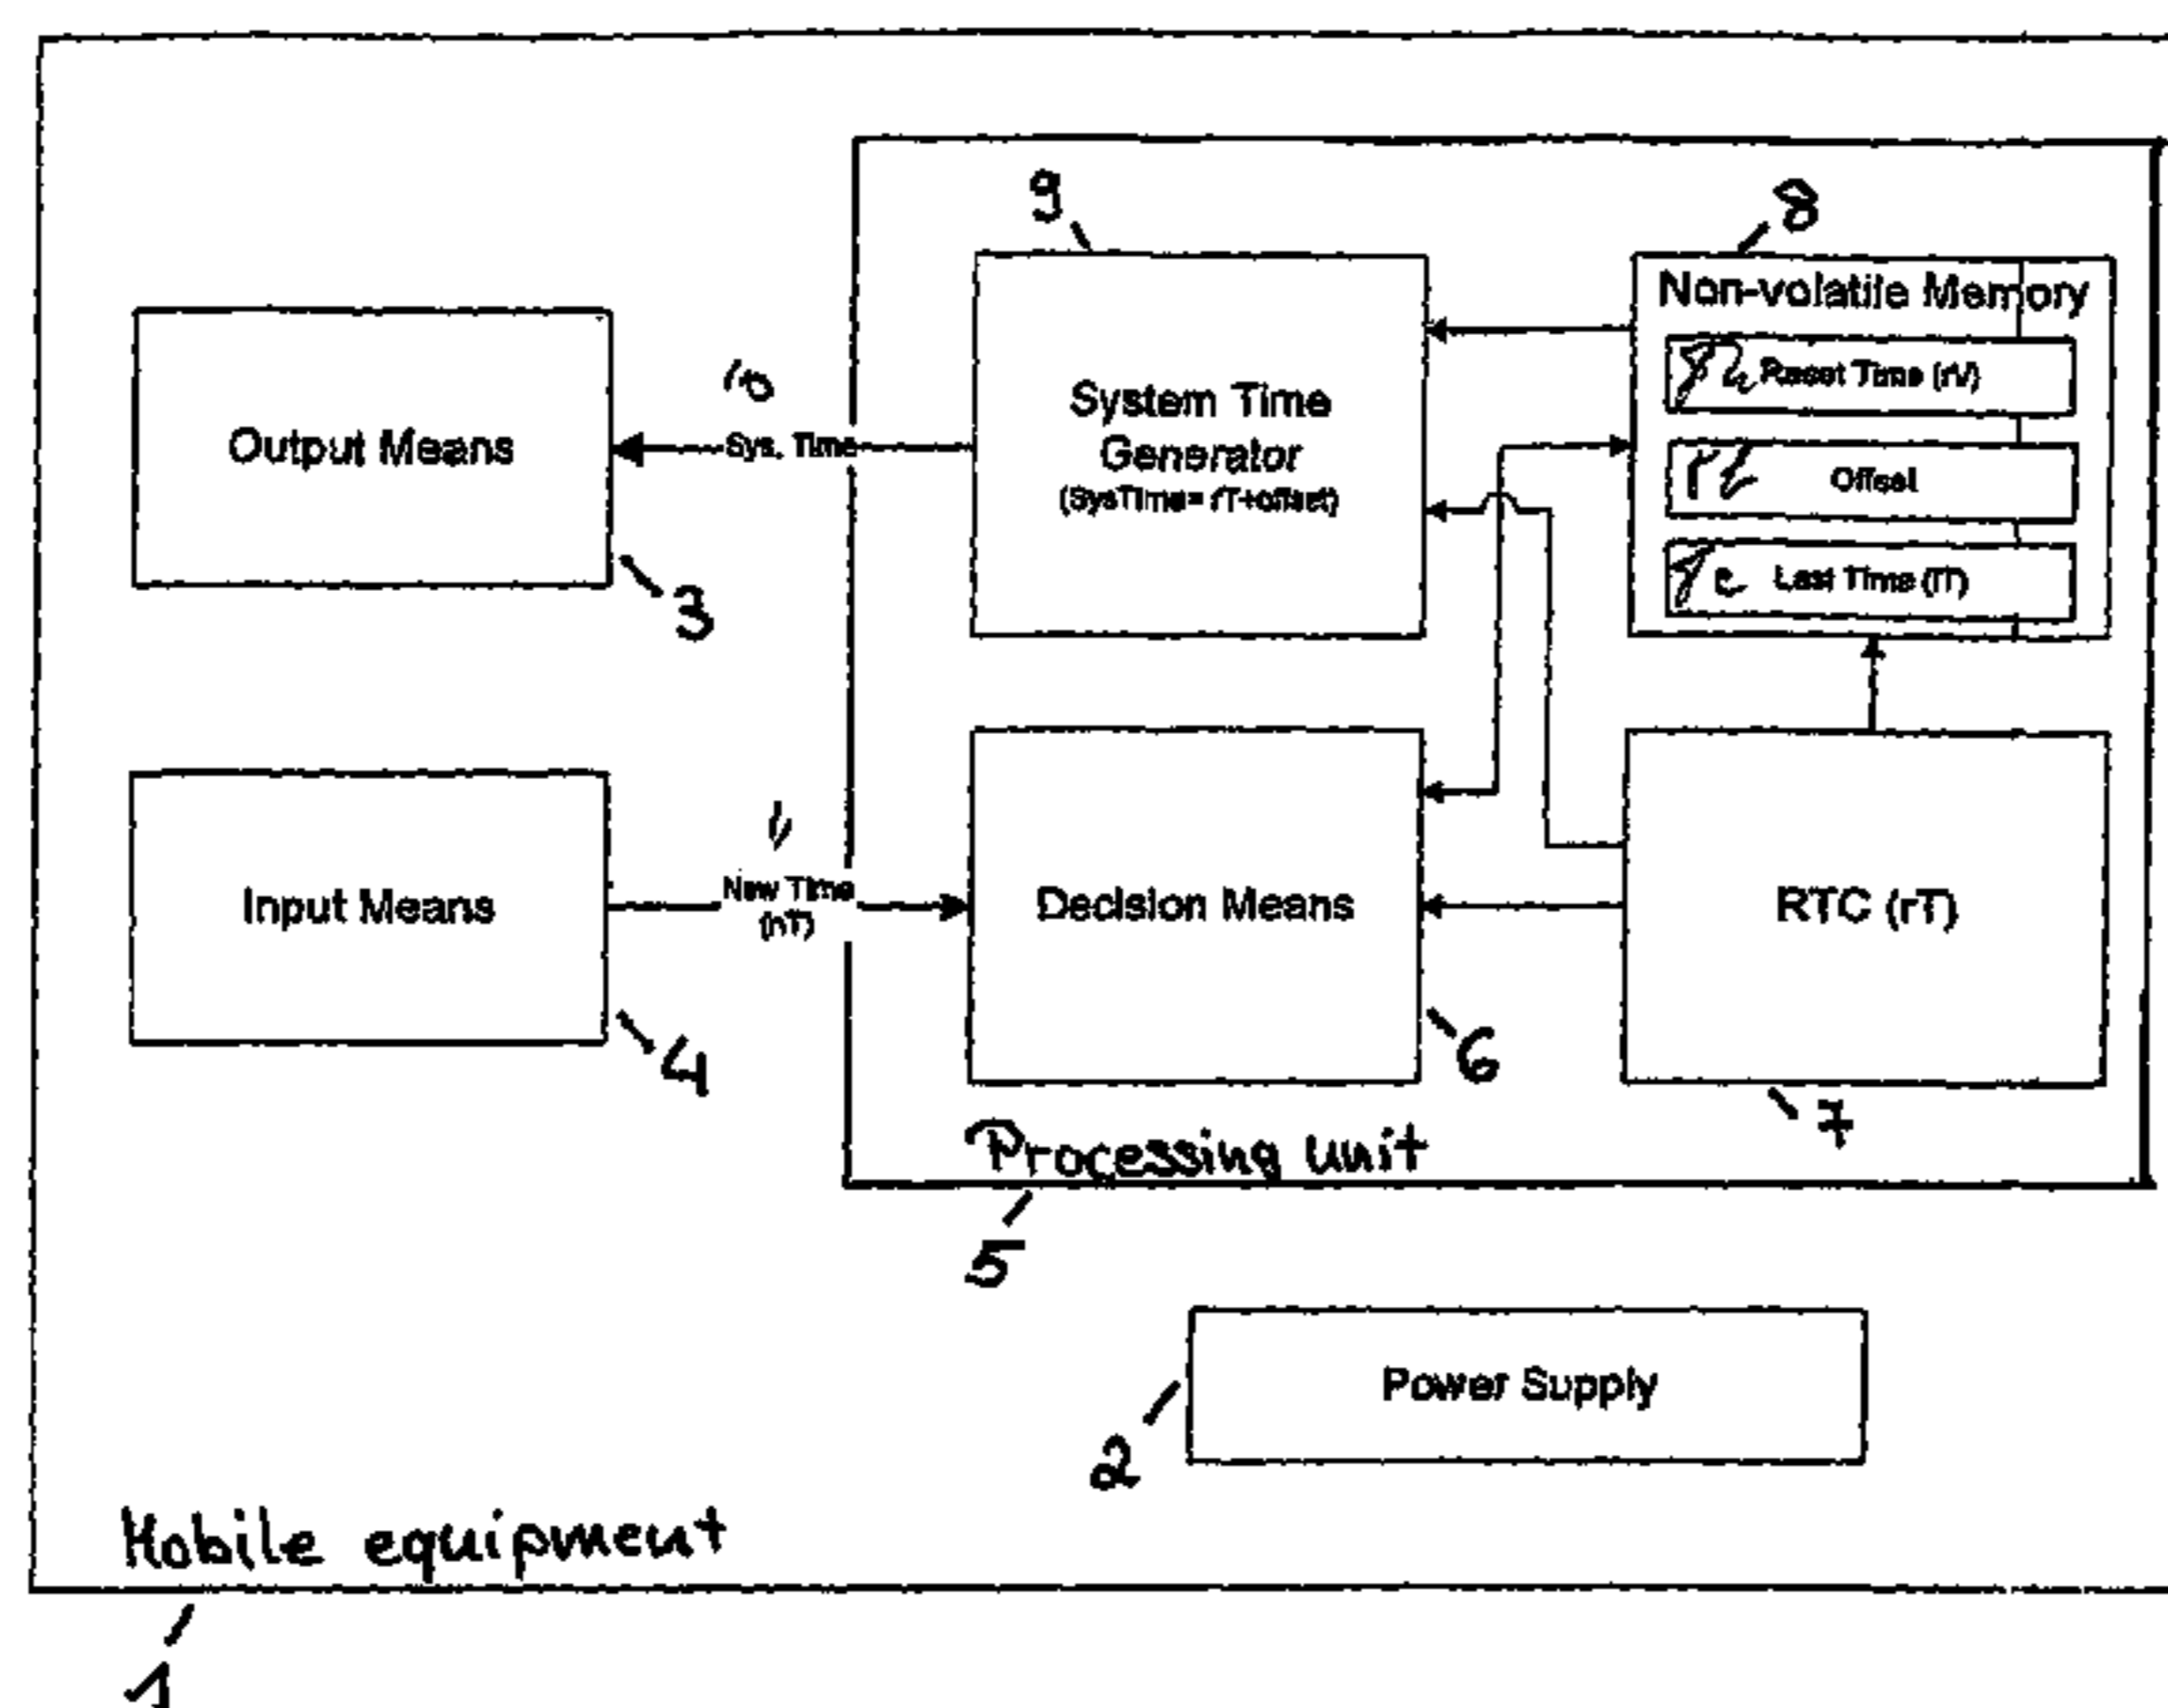 9
8
Non-volatile Memory
Reset Time (rV)
10
System Time
Generator
(SysTime= rT+offset)
Output Means
Sys. Time
Offset
Last Time (lT)
3
11
New Time
(nT)
Input Means
Decision Means
RTC (rT)
4
6
7
Processing unit
5
Power Supply
2
Mobile equipment
1